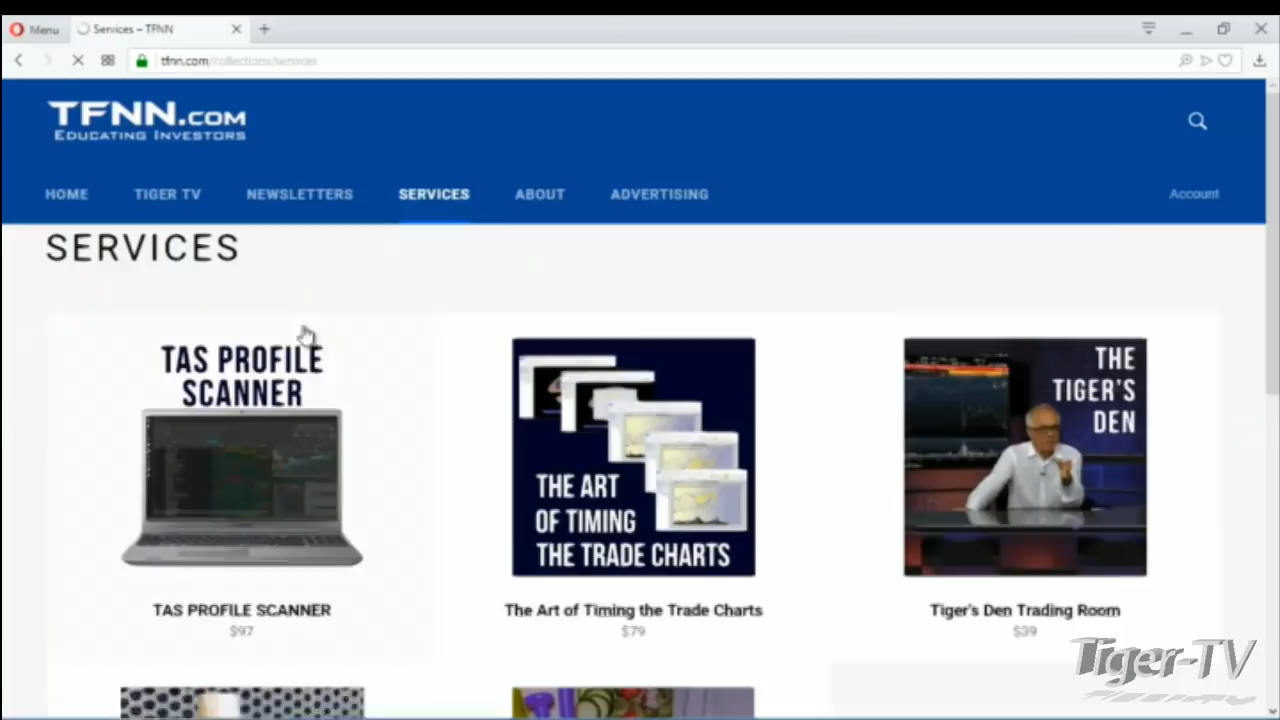 Menu
Services – TFNN
tfnn.com/collections/services
TFNN.COM
EDUCATING INVESTORS
HOME
TIGER TV
NEWSLETTERS
SERVICES
ABOUT
ADVERTISING
Account
SERVICES
TAS PROFILE
SCANNER
THE ART
OF TIMING
THE TRADE CHARTS
THE
TIGER'S
DEN
TAS PROFILE SCANNER
$97
The Art of Timing the Trade Charts
$79
Tiger's Den Trading Room
$39
Tiger-TV